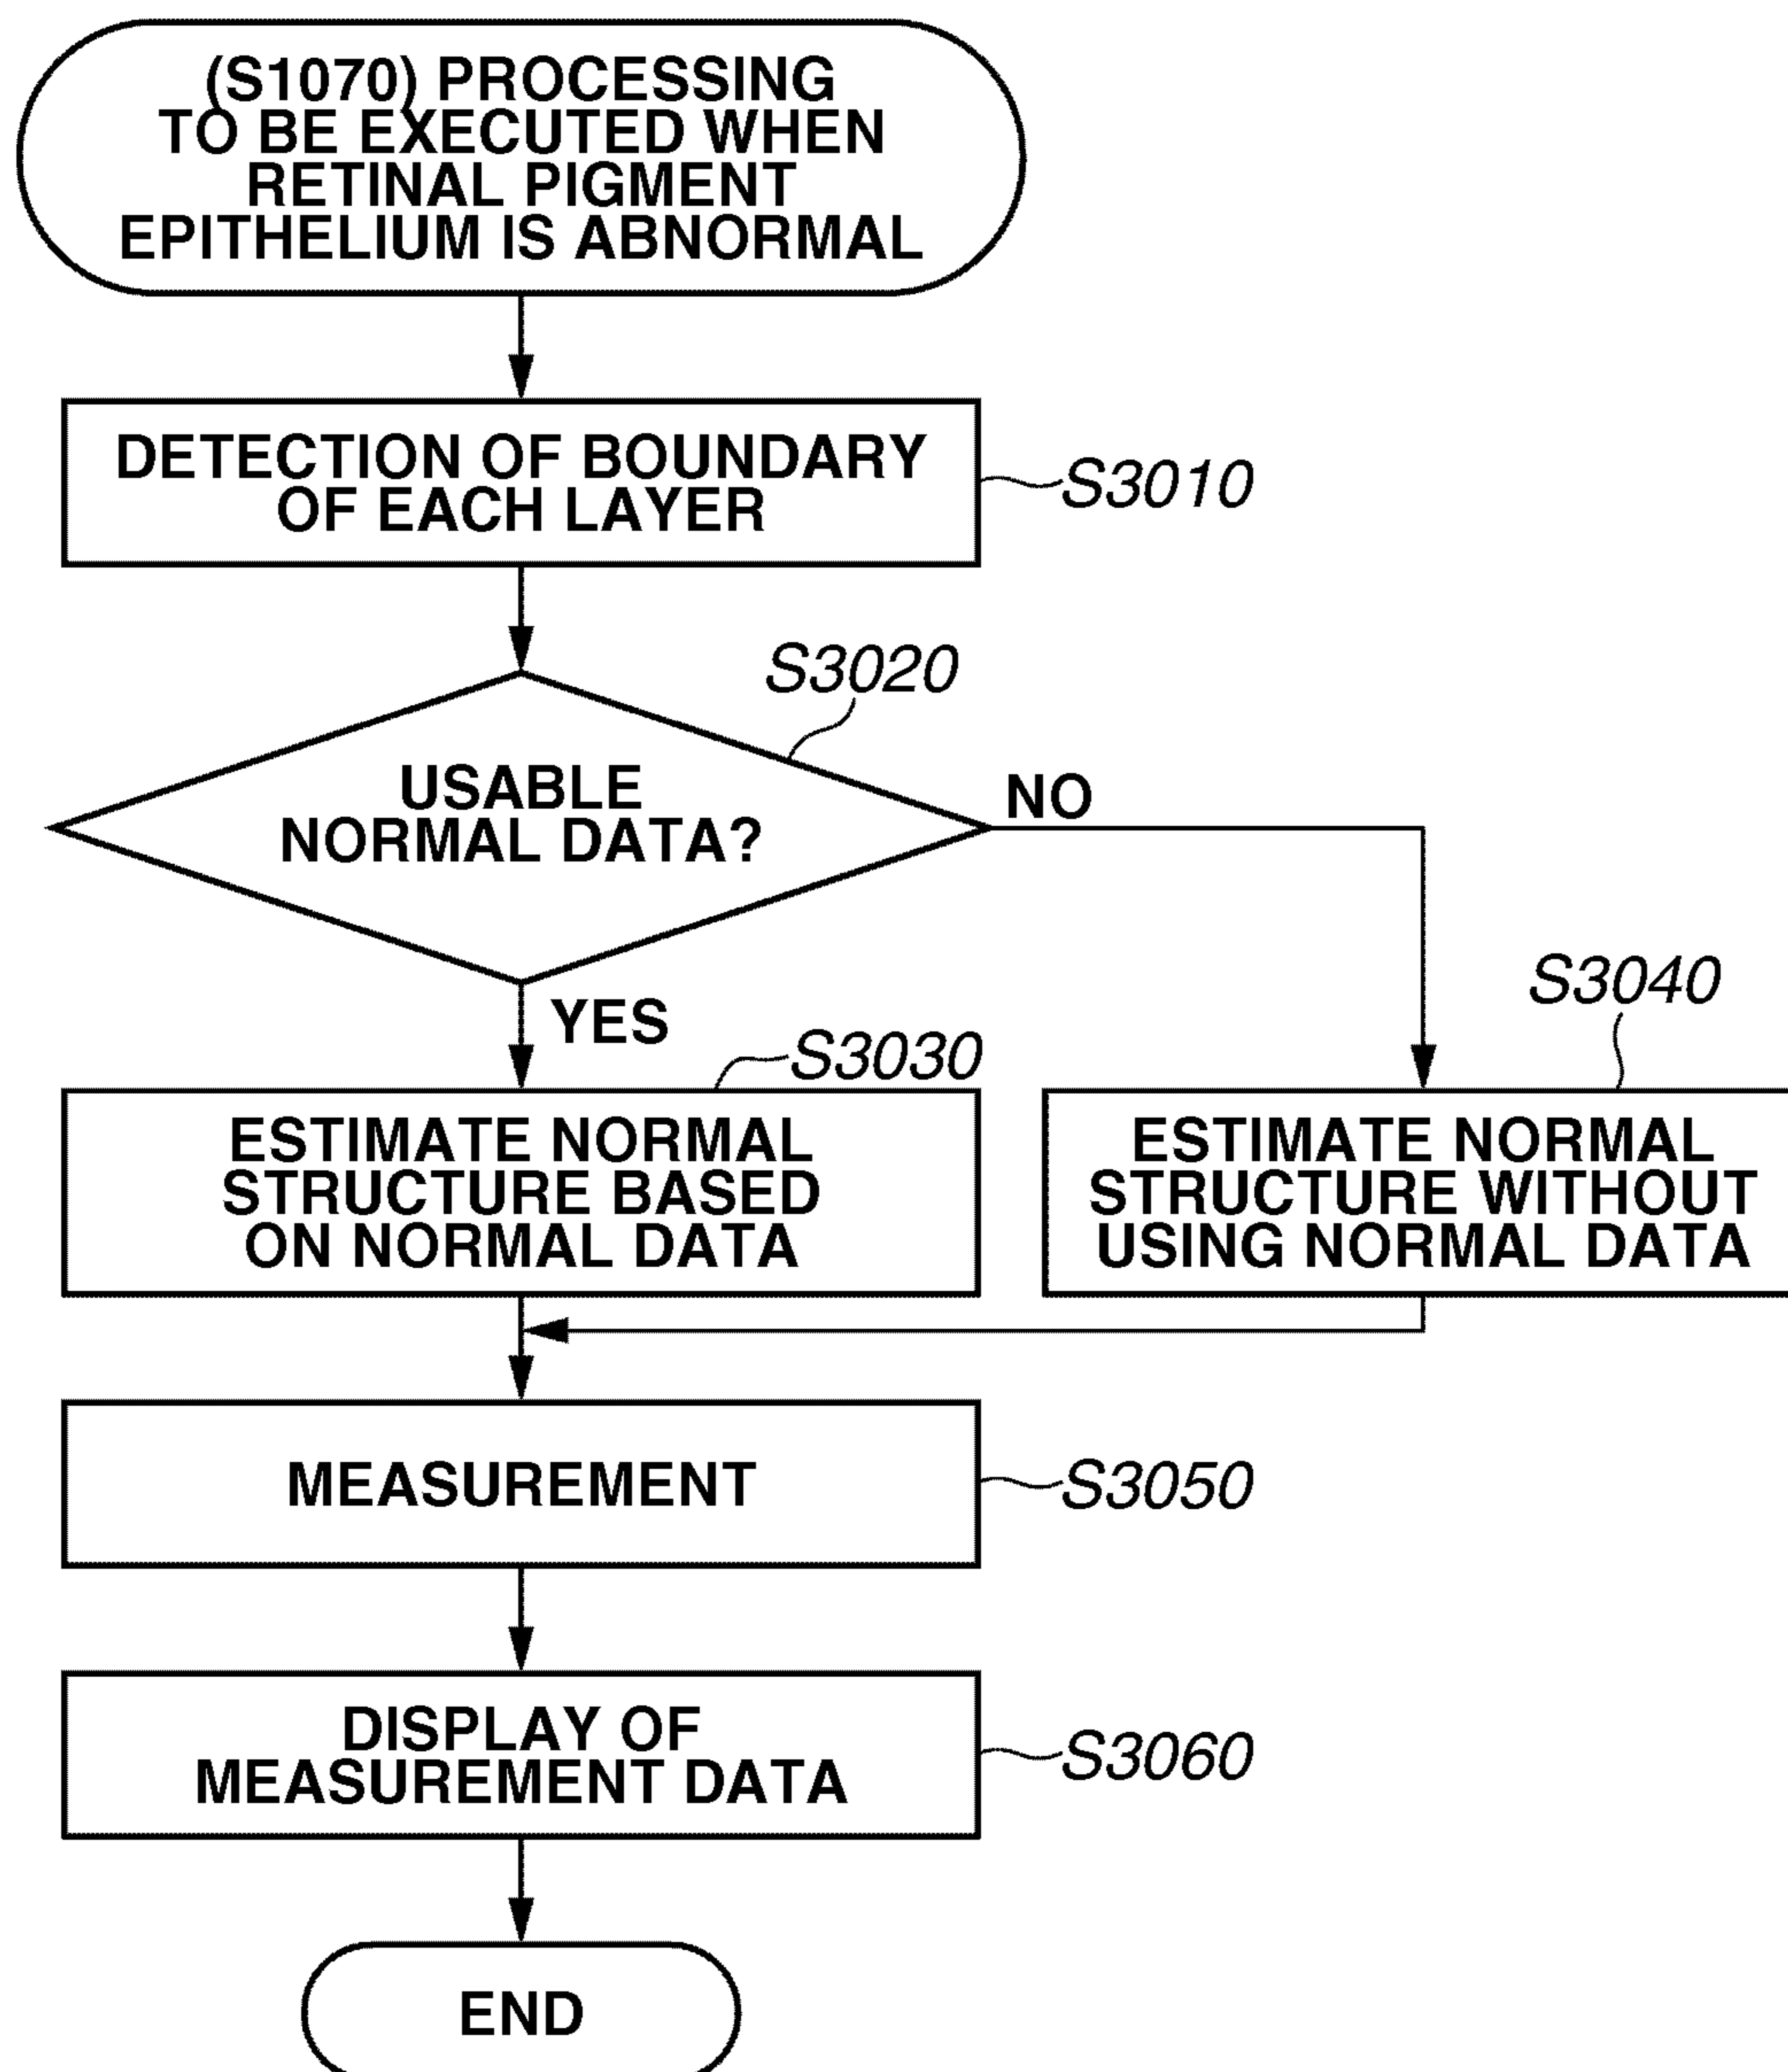 (S1070) PROCESSING
TO BE EXECUTED WHEN
RETINAL PIGMENT
EPITHELIUM IS ABNORMAL
DETECTION OF BOUNDARY
OF EACH LAYER
S3010
S3020
USABLE
NORMAL DATA?
NO
YES
S3030
S3040
ESTIMATE NORMAL
STRUCTURE BASED
ON NORMAL DATA
ESTIMATE NORMAL
STRUCTURE WITHOUT
USING NORMAL DATA
MEASUREMENT
S3050
DISPLAY OF
MEASUREMENT DATA
S3060
END